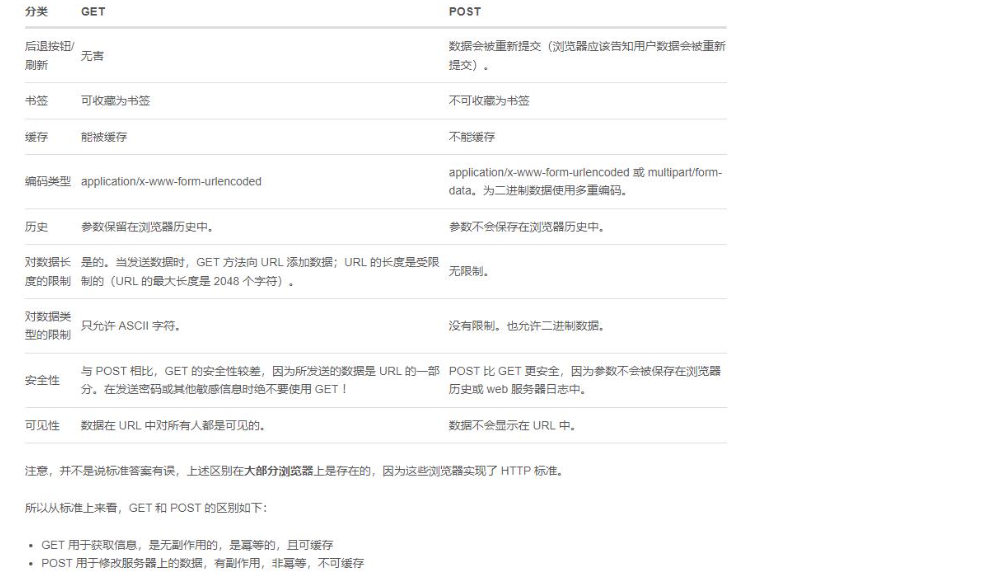 分类 GET POST
后退按钮/ 数据会被重新提交（浏览器应该告知用户数据会被重新
刷新 无害 提交）。
书签 可收藏为书签 不可收藏为书签
缓存 能被缓存 不能缓存
编码类型 application/x-www-form-urlencoded application/x-www-form-urlencoded 或 multipart/form-
data。为二进制数据使用多重编码。
历史 参数保留在浏览器历史中。 参数不会保存在浏览器历史中。
对数据长 是的。当发送数据时，GET 方法向 URL 添加数据；URL 的长度是受限 无限制。
度的限制 制的（URL 的最大长度是 2048 个字符）。
对数据类 只允许 ASCII 字符。 没有限制。也允许二进制数据。
型的限制
安全性 与 POST 相比，GET 的安全性较差，因为所发送的数据是 URL 的一部 POST 比 GET 更安全，因为参数不会被保存在浏览器
分。在发送密码或其他敏感信息时绝不要使用 GET！ 历史或 web 服务器日志中。
可见性 数据在 URL 中对所有人都是可见的。 数据不会显示在 URL 中。
注意，并不是说标准答案有误，上述区别在大部分浏览器上是存在的，因为这些浏览器实现了 HTTP 标准。
所以从标准上来看，GET 和 POST 的区别如下：
• GET 用于获取信息，是无副作用的，是幂等的，且可缓存
• POST 用于修改服务器上的数据，有副作用，非幂等，不可缓存